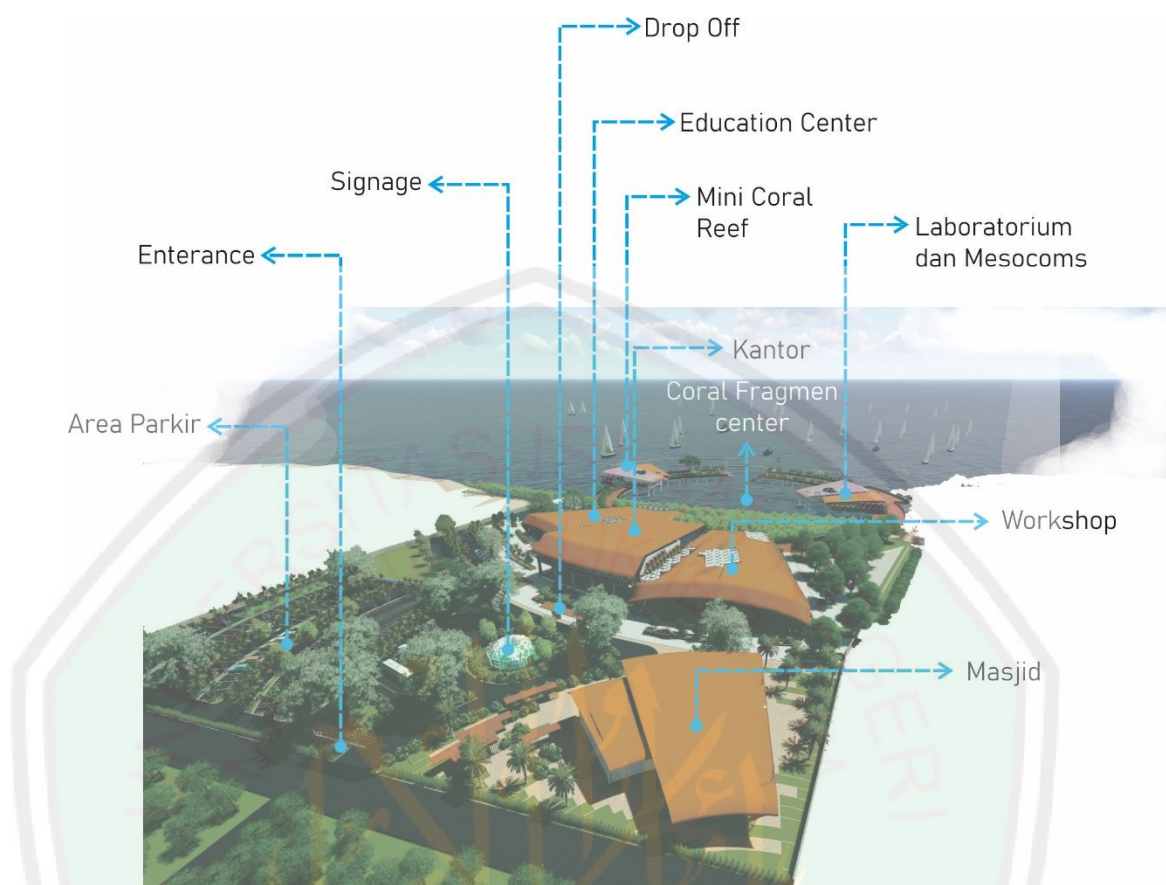 Drop Off
Education Center
Signage
Mini Coral
Reef
Laboratorium
dan Mesocoms
Enterance
Kantor
Coral Fragmen
center
Area Parkir
Workshop
Masjid